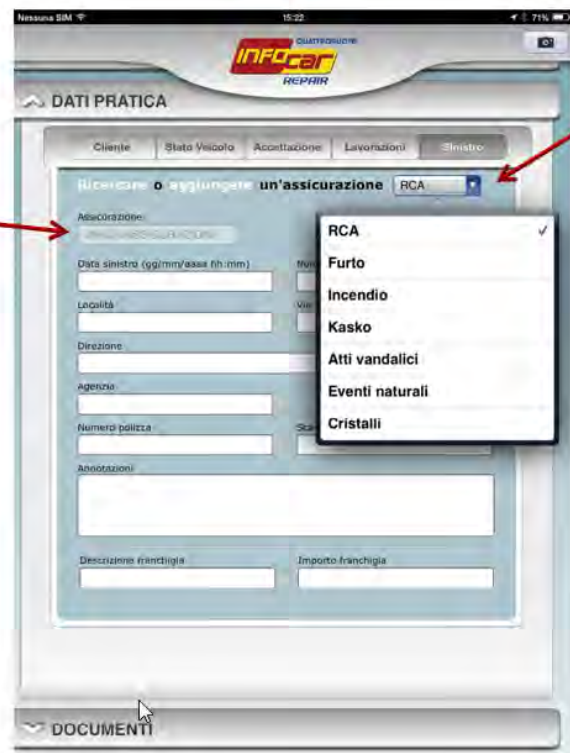 Nessuna SIM 15:22 71%
QUATTRORUOTE
INFOcar
REPAIR
DATI PRATICA
Cliente Stato Veicolo Accettazione Lavorazioni Sinistro
Ricercare o aggiungere un'assicurazione RCA
Assicurazione
Data sinistro (gg/mm/aaaa hh:mm)
Località
Direzione
Agenzia
Numero polizza
Annotazioni
Descrizione franchigia Importo franchigia
RCA ✓
Furto
Incendio
Kasko
Atti vandalici
Eventi naturali
Cristalli
DOCUMENTI